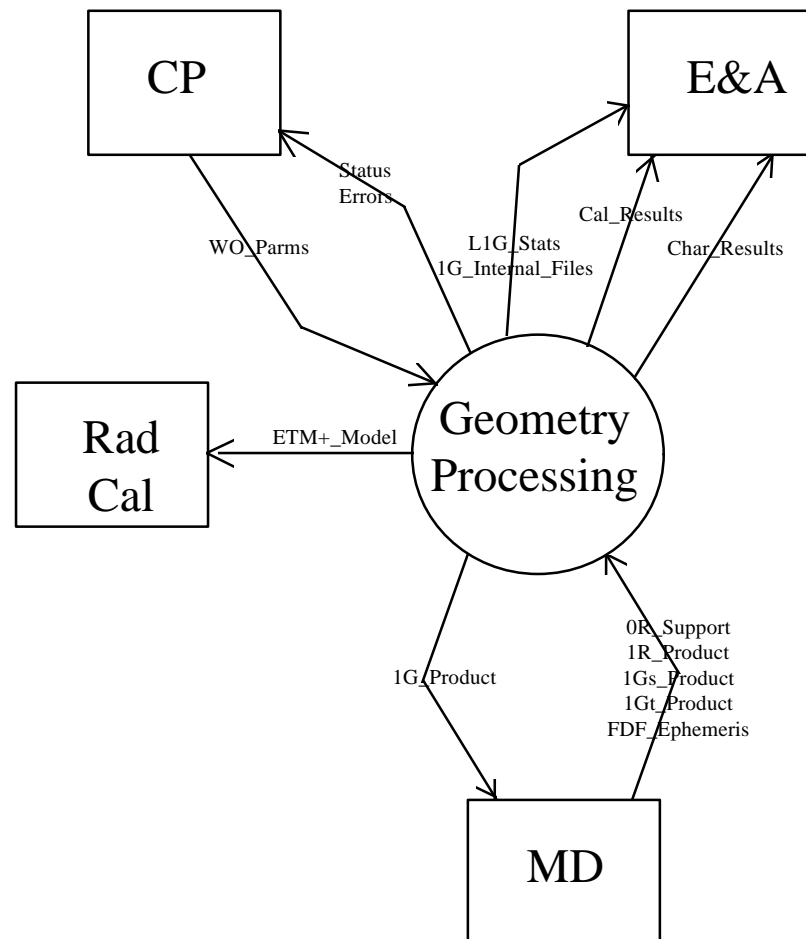 CP
E&A
Status
Errors
Cal_Results
WO_Parms
L1G_Stats
1G_Internal_Files
Char_Results
Rad
Cal
ETM+_Model
Geometry
Processing
0R_Support
1R_Product
1G_Product
1Gs_Product
1Gt_Product
FDF_Ephemeris
MD